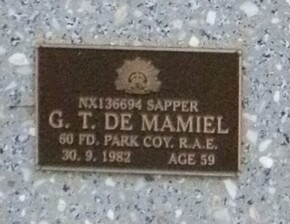 NX136694 SAPPER
G. T. DE MAMIEL
60 FD. PARK COY. R.A.E.
30. 9. 1982 AGE 59